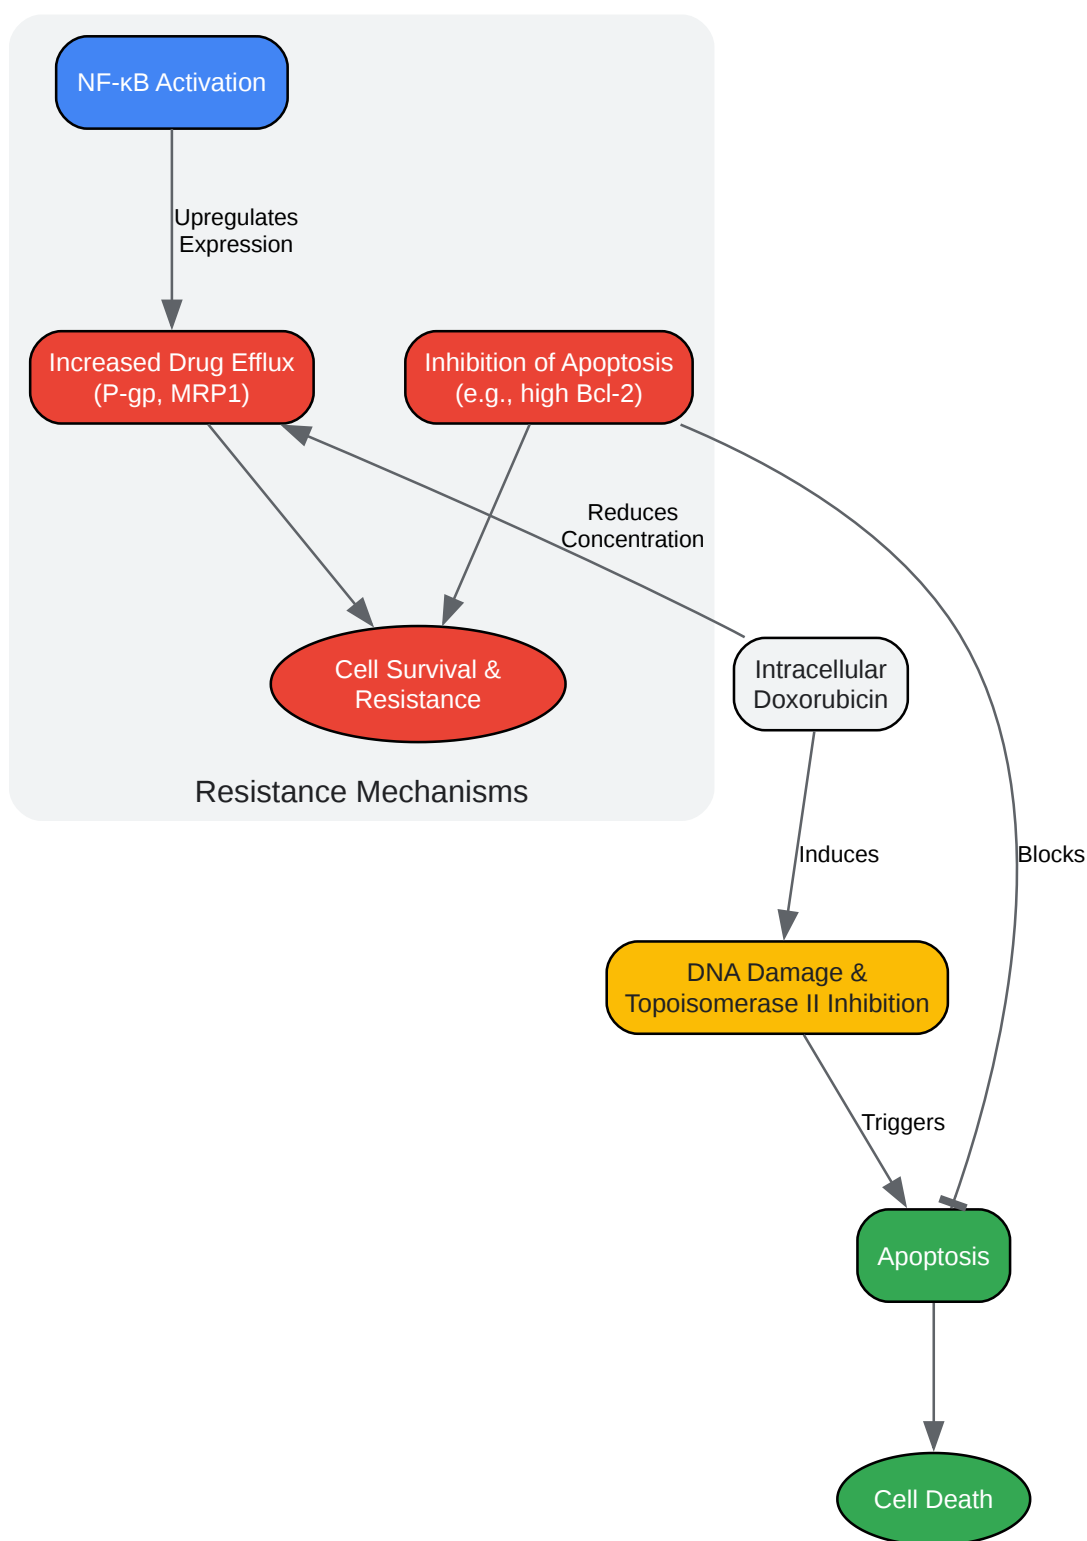 NF-κB Activation
Upregulates
Expression
Increased Drug Efflux
(P-gp, MRP1)
Inhibition of Apoptosis
(e.g., high Bcl-2)
Reduces
Concentration
Cell Survival &
Resistance
Intracellular
Doxorubicin
Resistance Mechanisms
Induces
Blocks
DNA Damage &
Topoisomerase II Inhibition
Triggers
Apoptosis
Cell Death